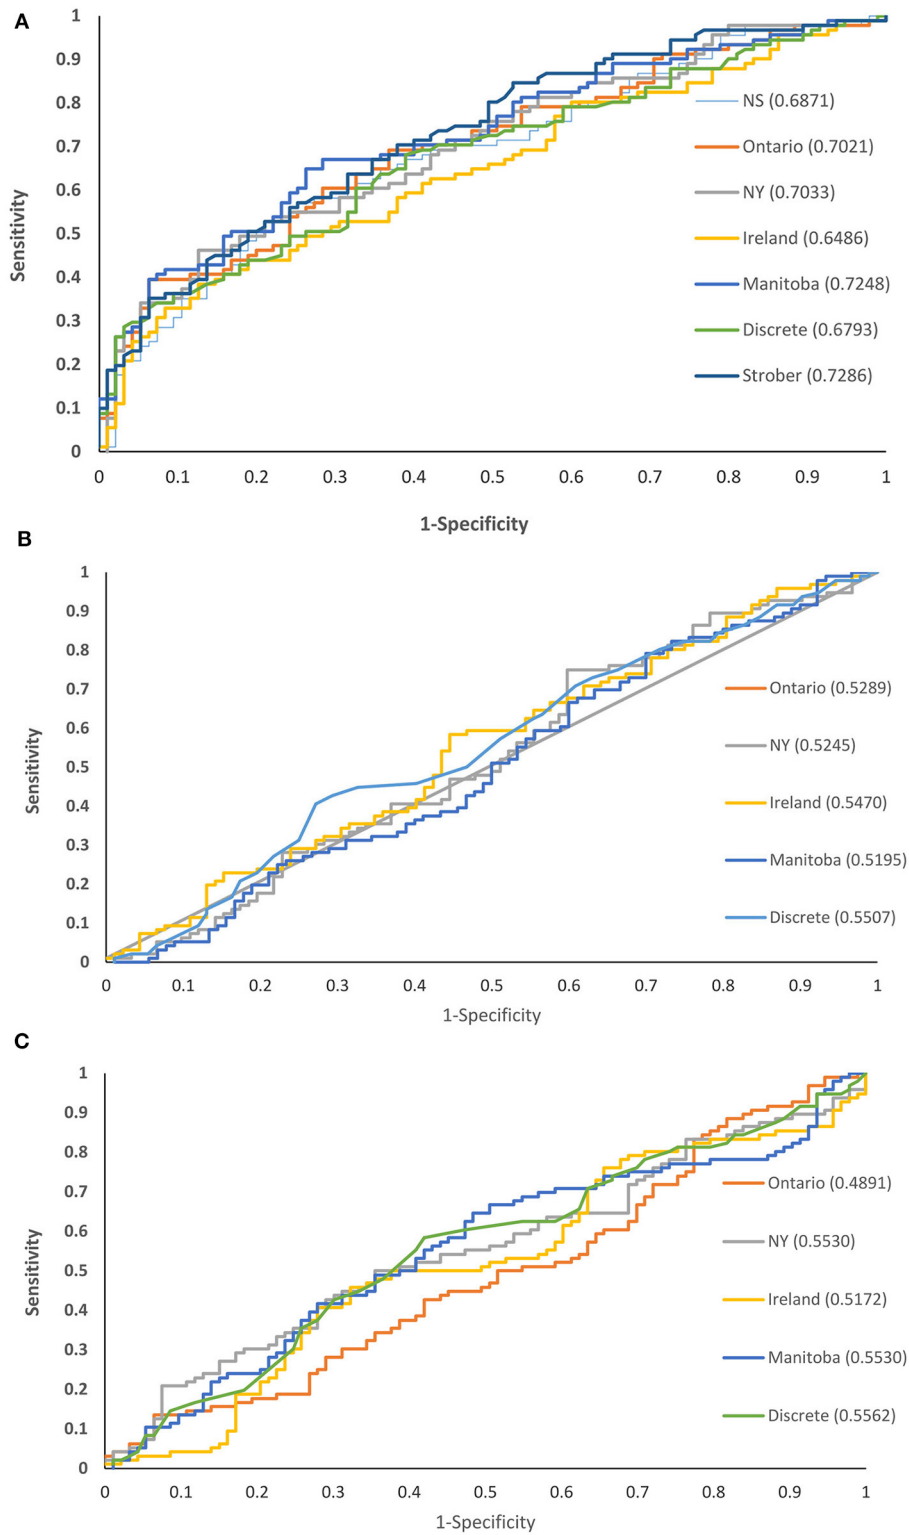 A
1
0.9
0.8
0.7
0.6
0.5
0.4
0.3
0.2
0.1
0
Sensitivity
NS (0.6871)
Ontario (0.7021)
NY (0.7033)
Ireland (0.6486)
Manitoba (0.7248)
Discrete (0.6793)
Strober (0.7286)
0 0.1 0.2 0.3 0.4 0.5 0.6 0.7 0.8 0.9 1
1-Specificity
B
1
0.9
0.8
0.7
0.6
0.5
0.4
0.3
0.2
0.1
0
Sensitivity
Ontario (0.5289)
NY (0.5245)
Ireland (0.5470)
Manitoba (0.5195)
Discrete (0.5507)
0 0.1 0.2 0.3 0.4 0.5 0.6 0.7 0.8 0.9 1
1-Specificity
C
1
0.9
0.8
0.7
0.6
0.5
0.4
0.3
0.2
0.1
0
Sensitivity
Ontario (0.4891)
NY (0.5530)
Ireland (0.5172)
Manitoba (0.5530)
Discrete (0.5562)
0 0.1 0.2 0.3 0.4 0.5 0.6 0.7 0.8 0.9 1
1-Specificity